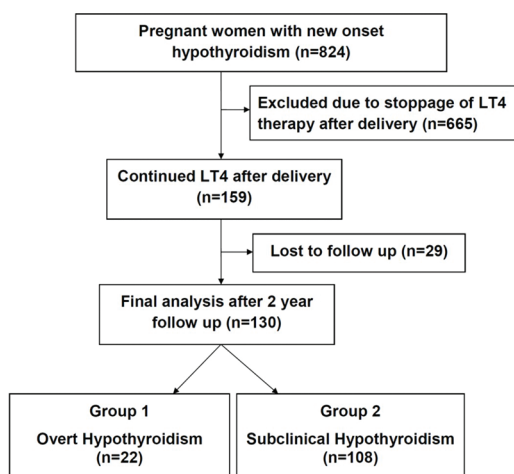 Pregnant women with new onset
hypothyroidism (n=824)
Excluded due to stoppage of LT4
therapy after delivery (n=665)
Continued LT4 after delivery
(n=159)
Lost to follow up (n=29)
Final analysis after 2 year
follow up (n=130)
Group 1
Overt Hypothyroidism
(n=22)
Group 2
Subclinical Hypothyroidism
(n=108)